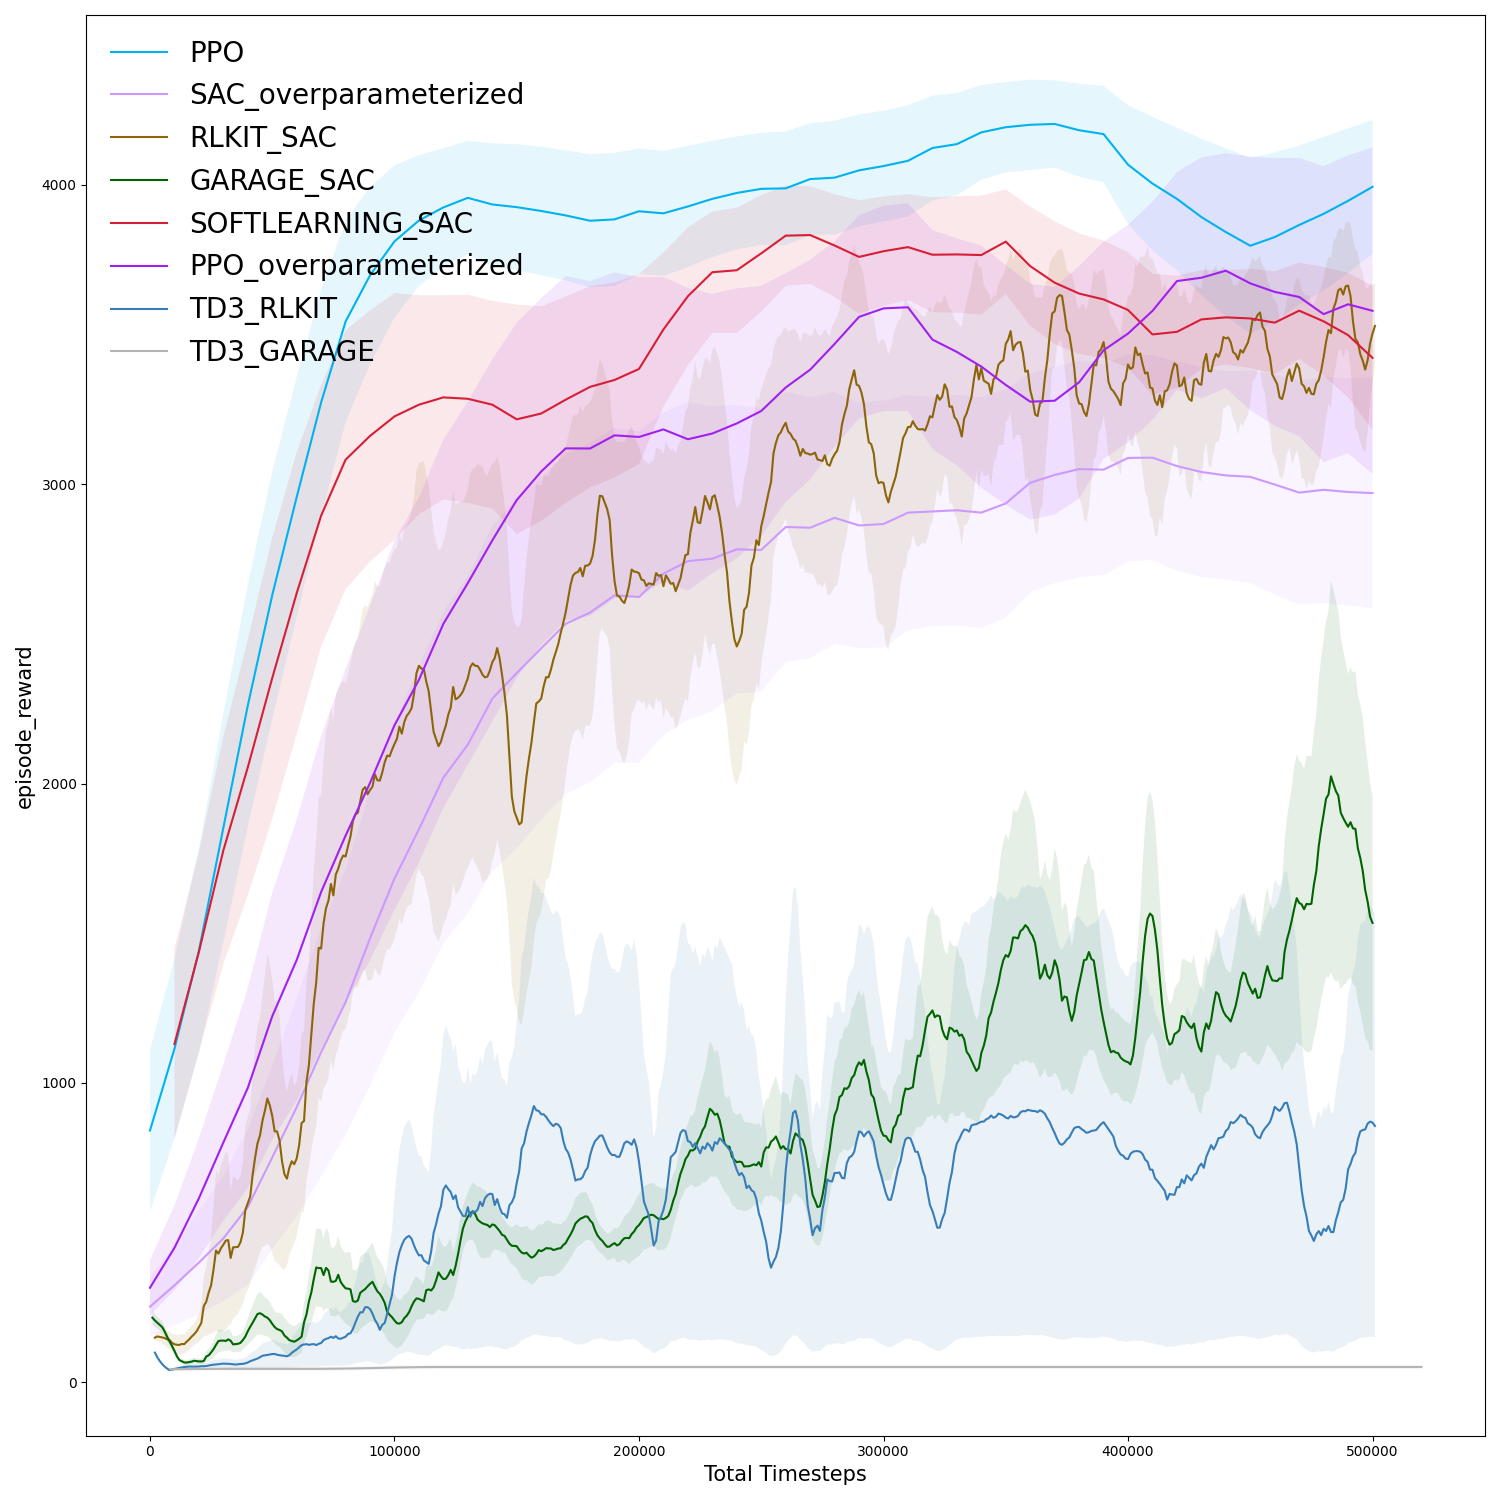 PPO
SAC_overparameterized
RLKIT_SAC
GARAGE_SAC
SOFTLEARNING_SAC
PPO_overparameterized
TD3_RLKIT
TD3_GARAGE
4000
3000
2000
1000
0
episode_reward
0 100000 200000 300000 400000 500000
Total Timesteps